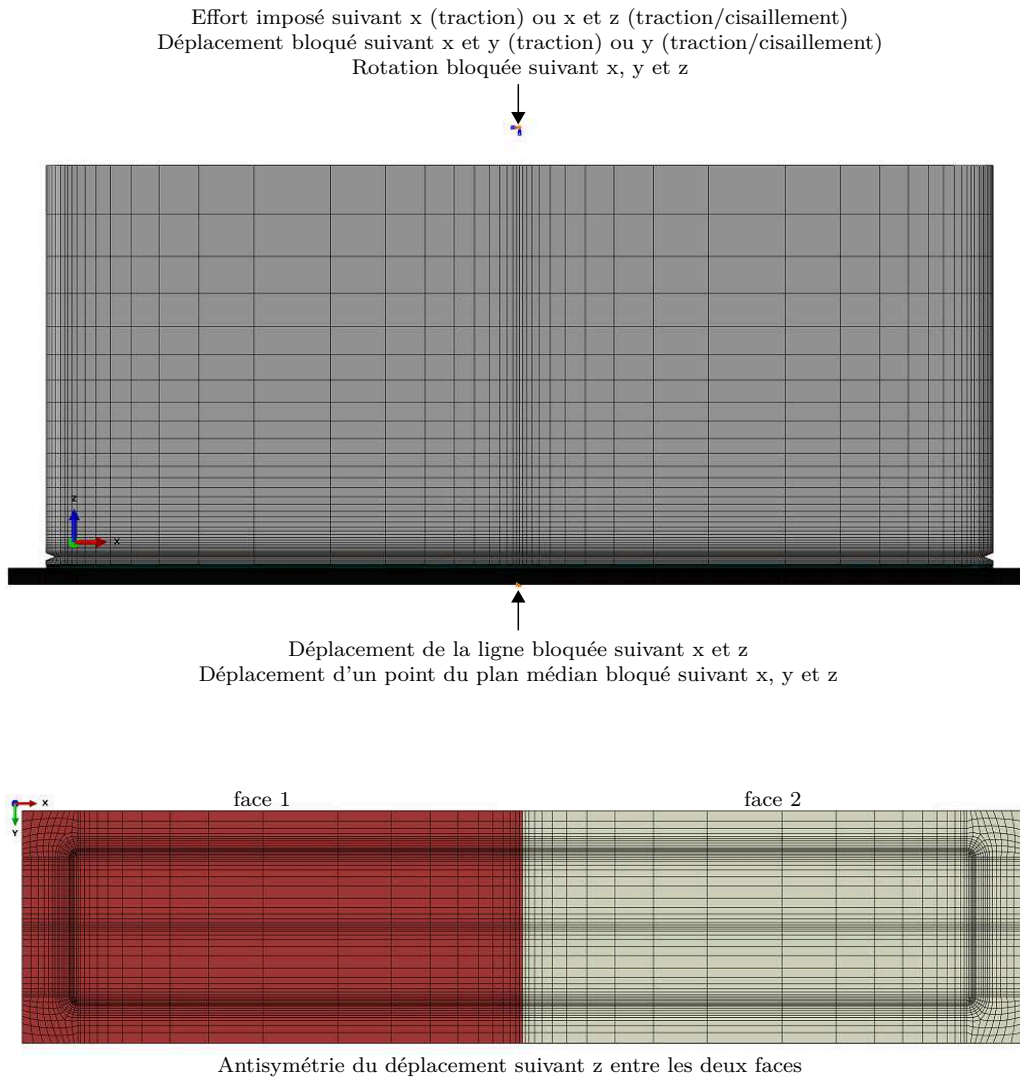 Effort imposé suivant x (traction) ou x et z (traction/cisaillement)
Déplacement bloqué suivant x et y (traction) ou y (traction/cisaillement)
Rotation bloquée suivant x, y et z
z
x
Déplacement de la ligne bloquée suivant x et z
Déplacement d'un point du plan médian bloqué suivant x, y et z
x
face 1
face 2
Y
Antisymétrie du déplacement suivant z entre les deux faces